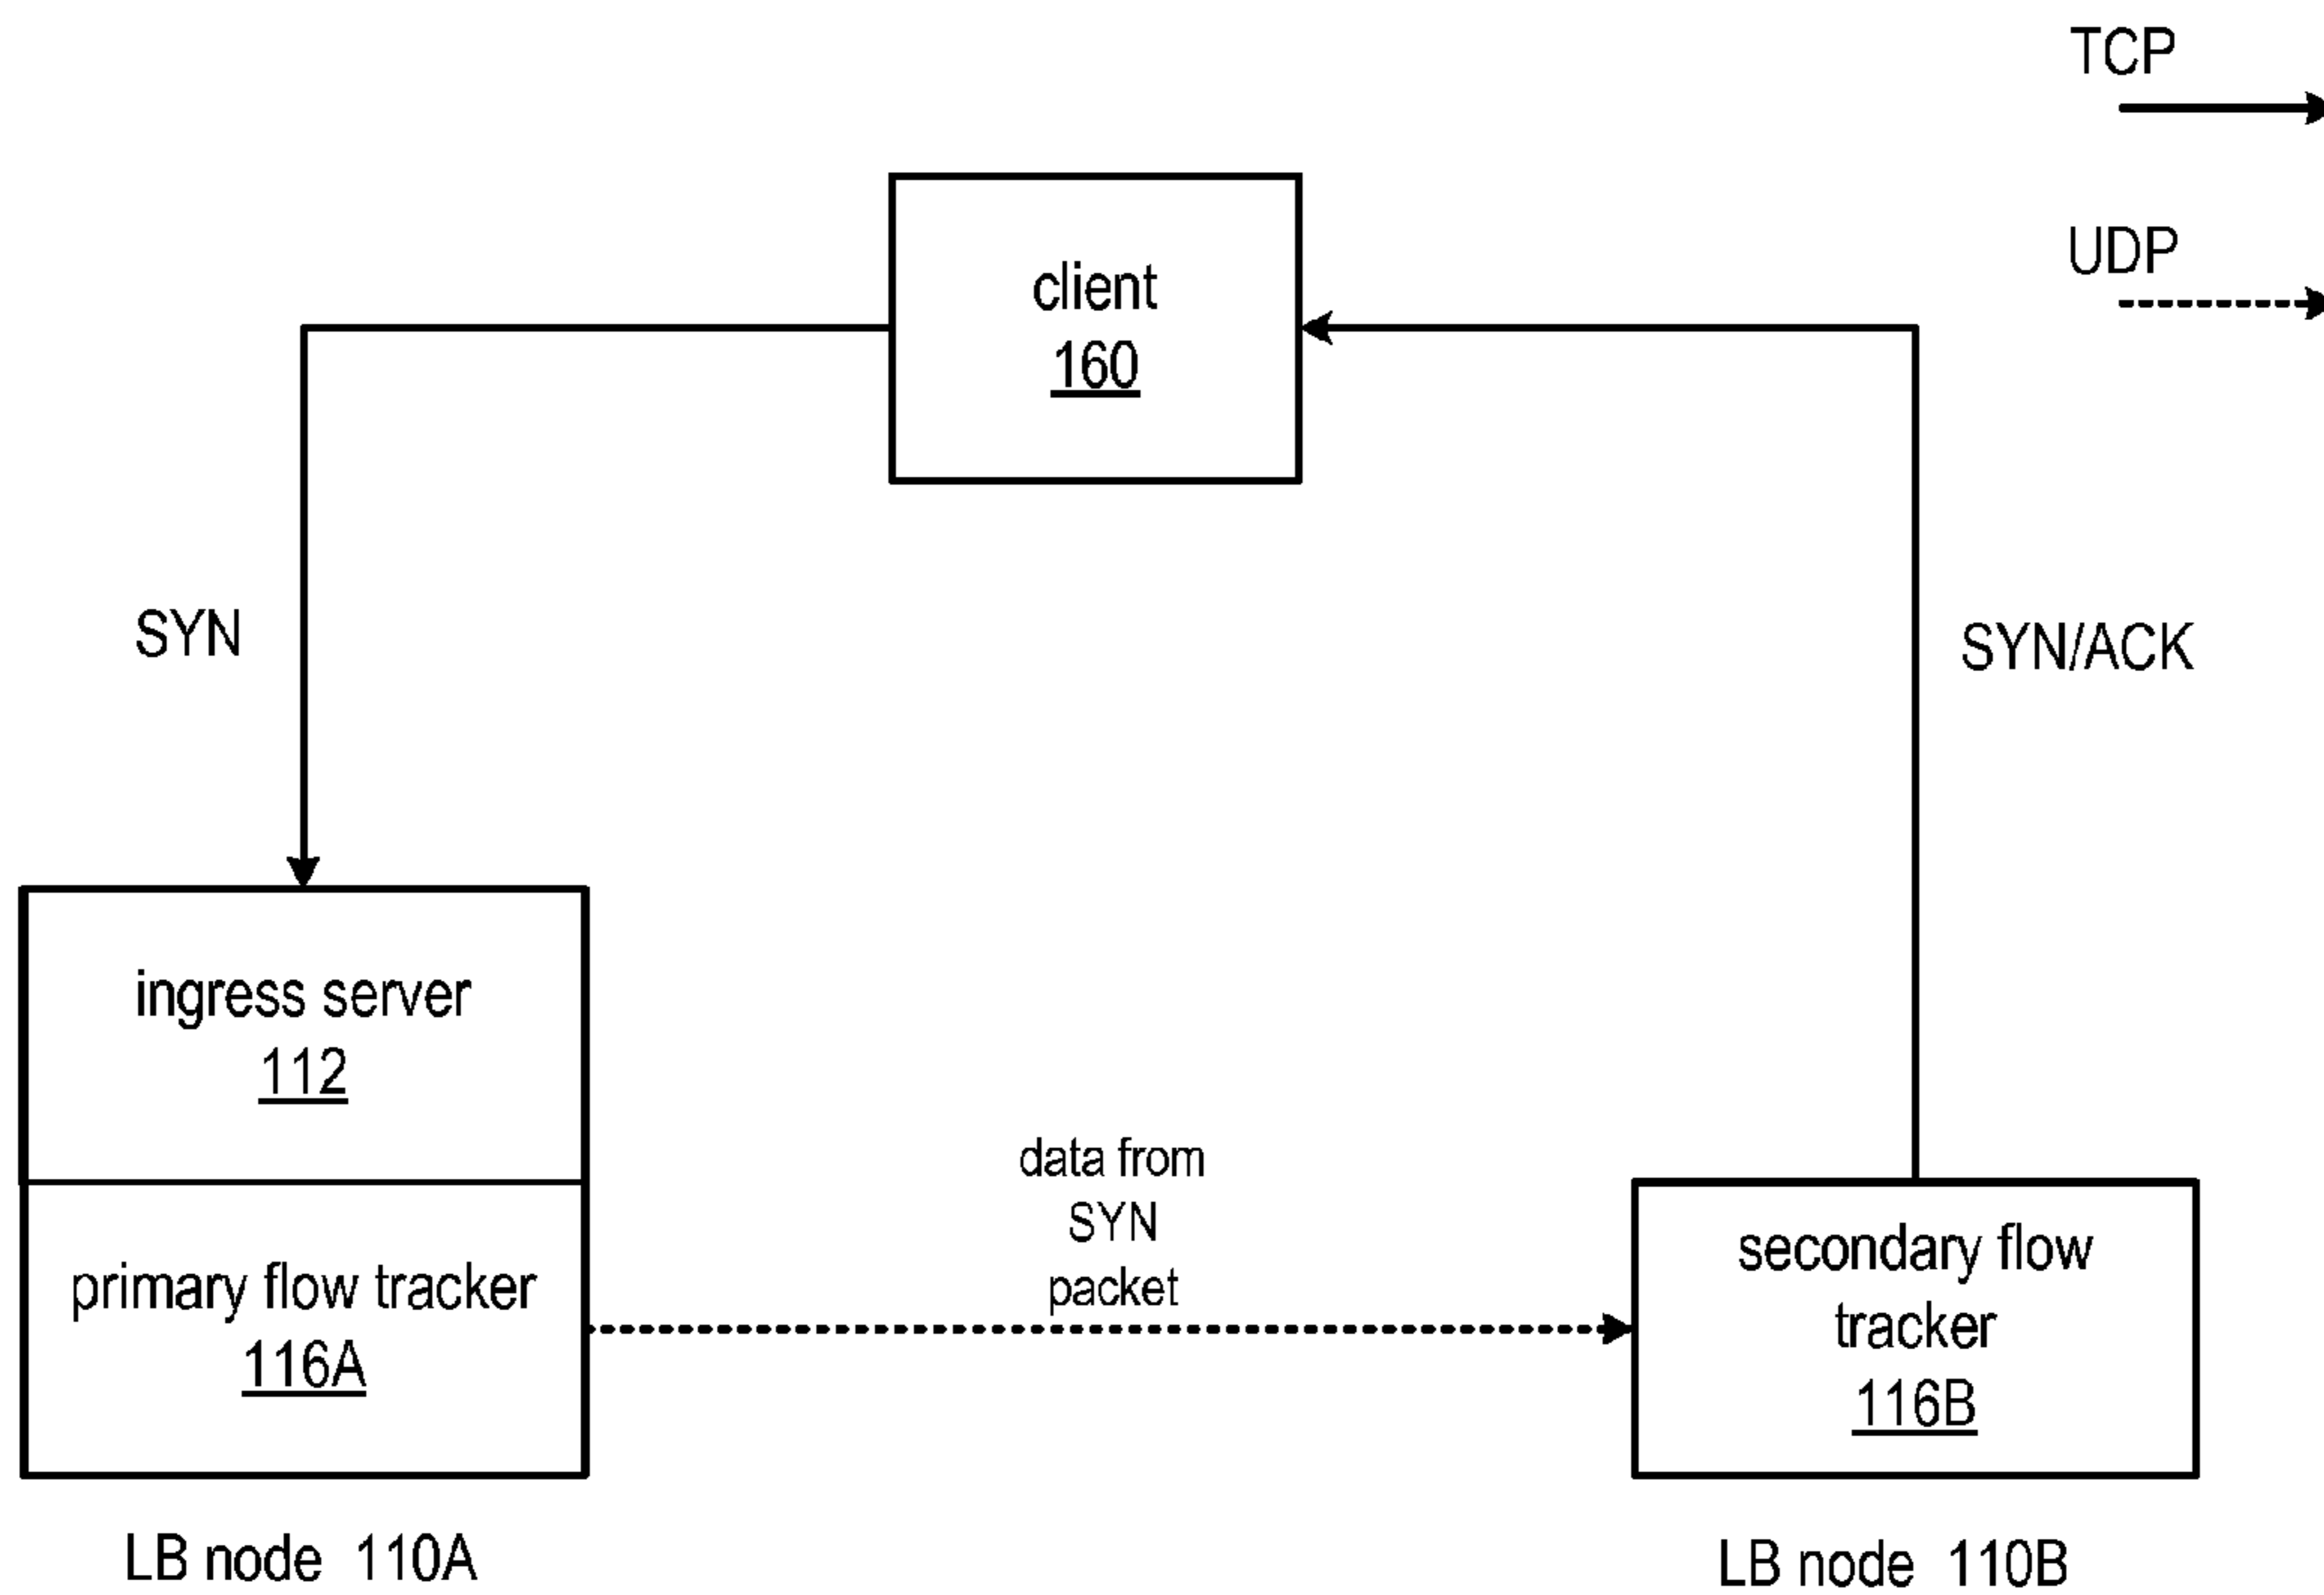 TCP
UDP
client
160
SYN
SYN/ACK
ingress server
112
data from
SYN
packet
primary flow tracker
116A
secondary flow
tracker
116B
LB node 110A
LB node 110B